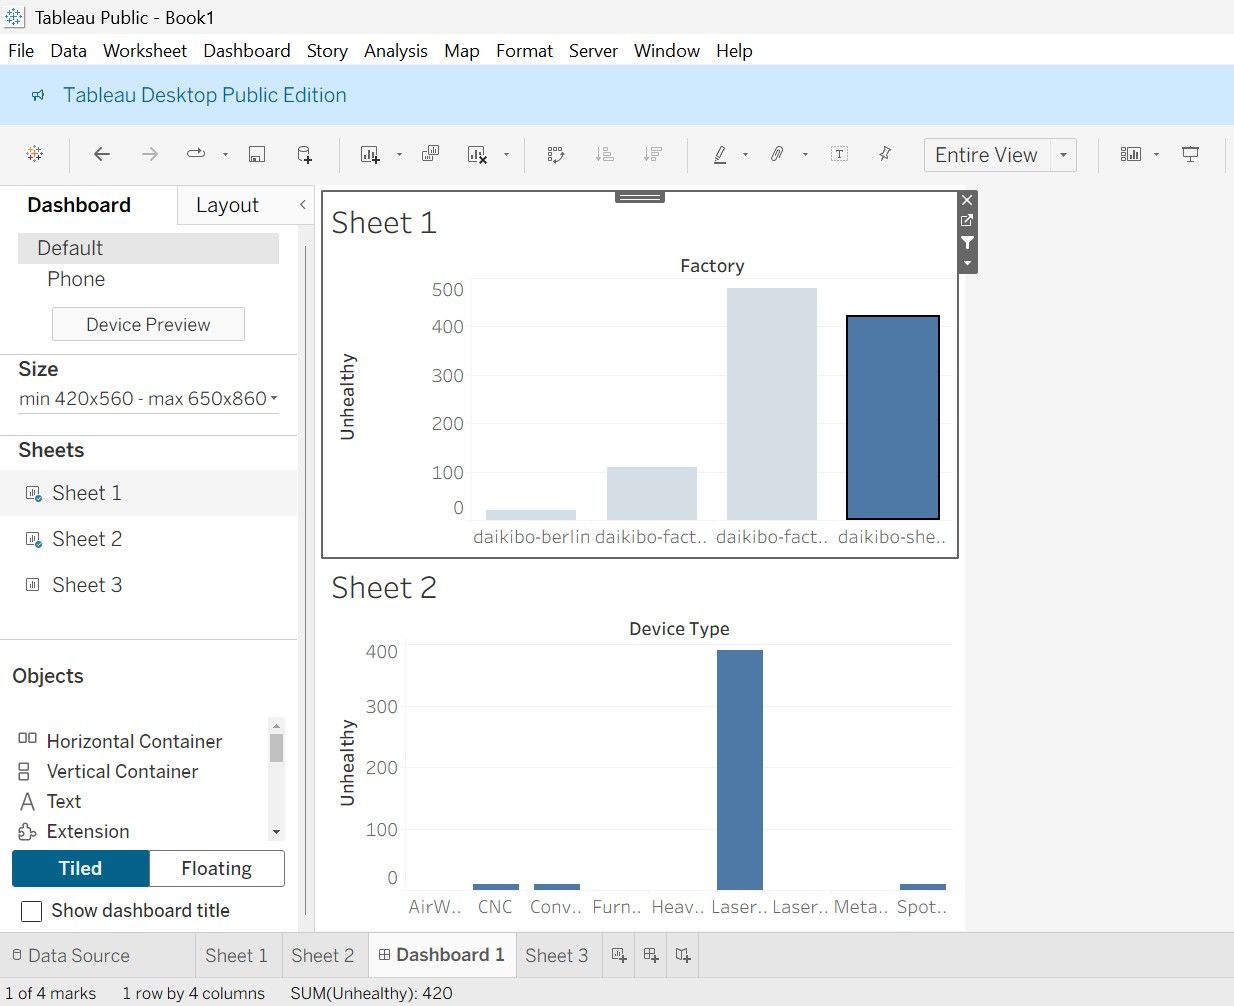 Tableau Public - Book1
File Data Worksheet Dashboard Story Analysis Map Format Server Window Help
Tableau Desktop Public Edition
Entire View
Dashboard Layout
Default
Phone
Device Preview
Size
min 420x560 - max 650x860
Sheets
Sheet 1
Sheet 2
Sheet 3
Objects
Horizontal Container
Vertical Container
Text
Extension
Tiled Floating
Show dashboard title
Sheet 1
Factory
Unhealthy
500
400
300
200
100
0
daikibo-berlin daikibo-fact.. daikibo-fact.. daikibo-she..
Sheet 2
Device Type
Unhealthy
400
300
200
100
0
AirW.. CNC Conv.. Furn.. Heav.. Laser.. Laser.. Meta.. Spot..
Data Source Sheet 1 Sheet 2 Dashboard 1 Sheet 3
1 of 4 marks 1 row by 4 columns SUM(Unhealthy): 420